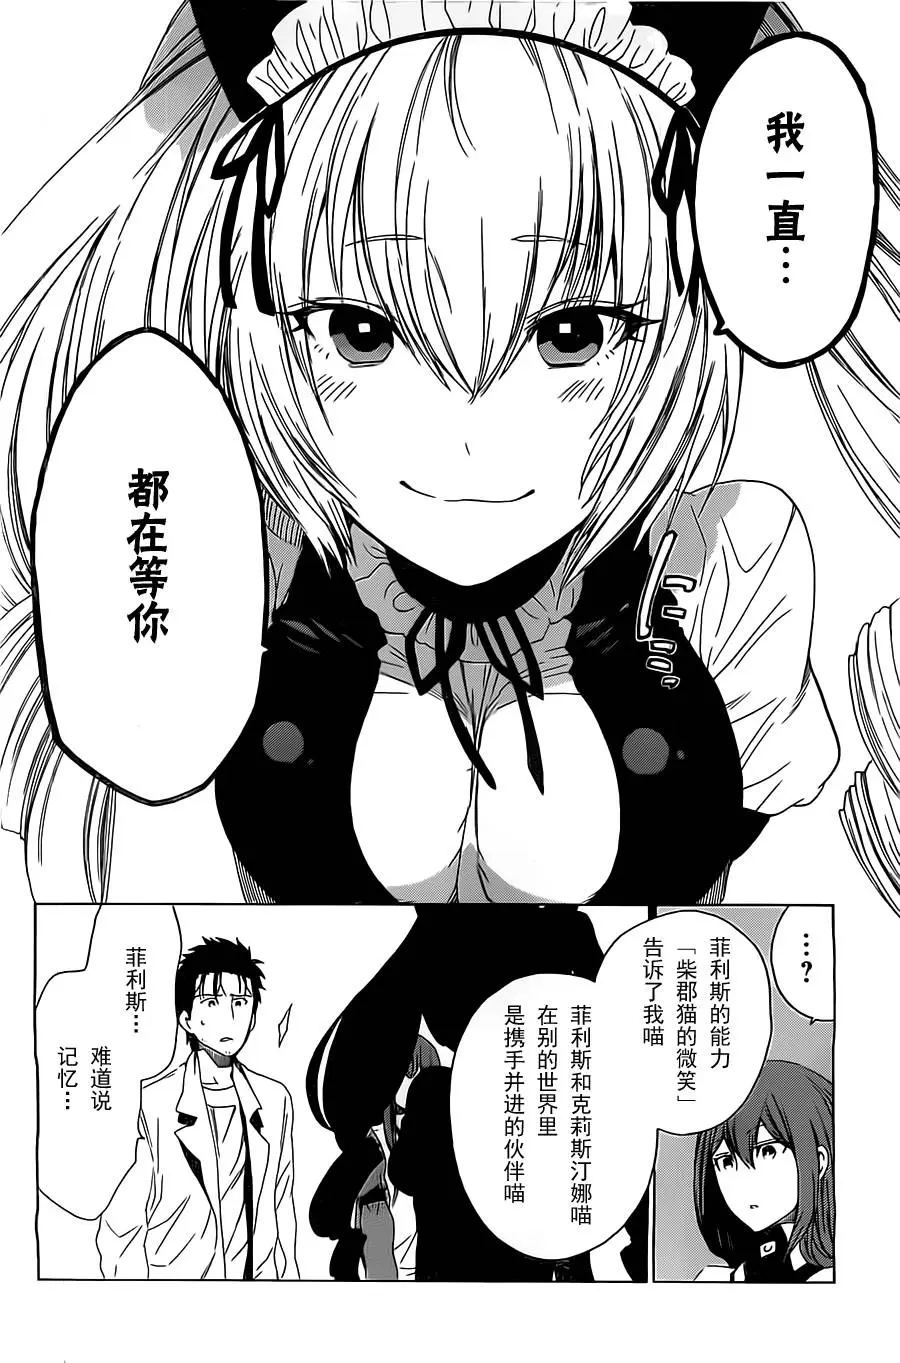 我一直…
都在等你
…?
菲利斯的能力
「柴郡猫的微笑」
告诉了我喵
菲利斯和克莉斯汀娜喵
在别的世界里
是携手并进的伙伴喵
菲利斯…
难道说
记忆…